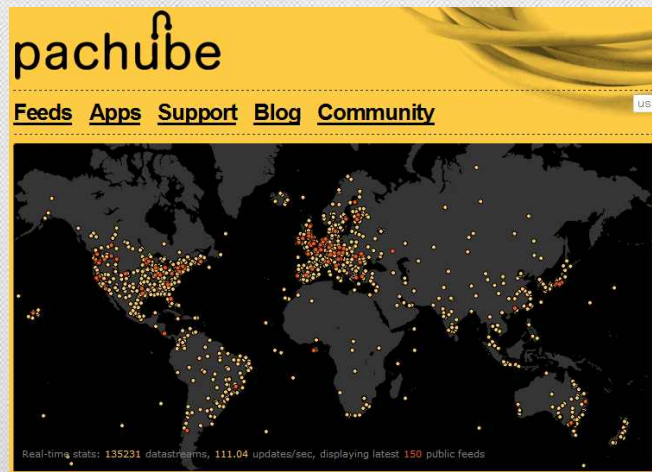 pachube
Feeds Apps Support Blog Community
us
Real-time stats: 135231 datastreams, 111.04 updates/sec, displaying latest 150 public feeds